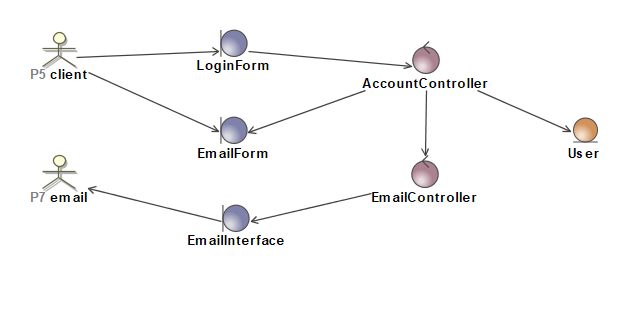 LoginForm
P5 client
AccountController
EmailForm
User
P7 email
EmailController
EmailInterface